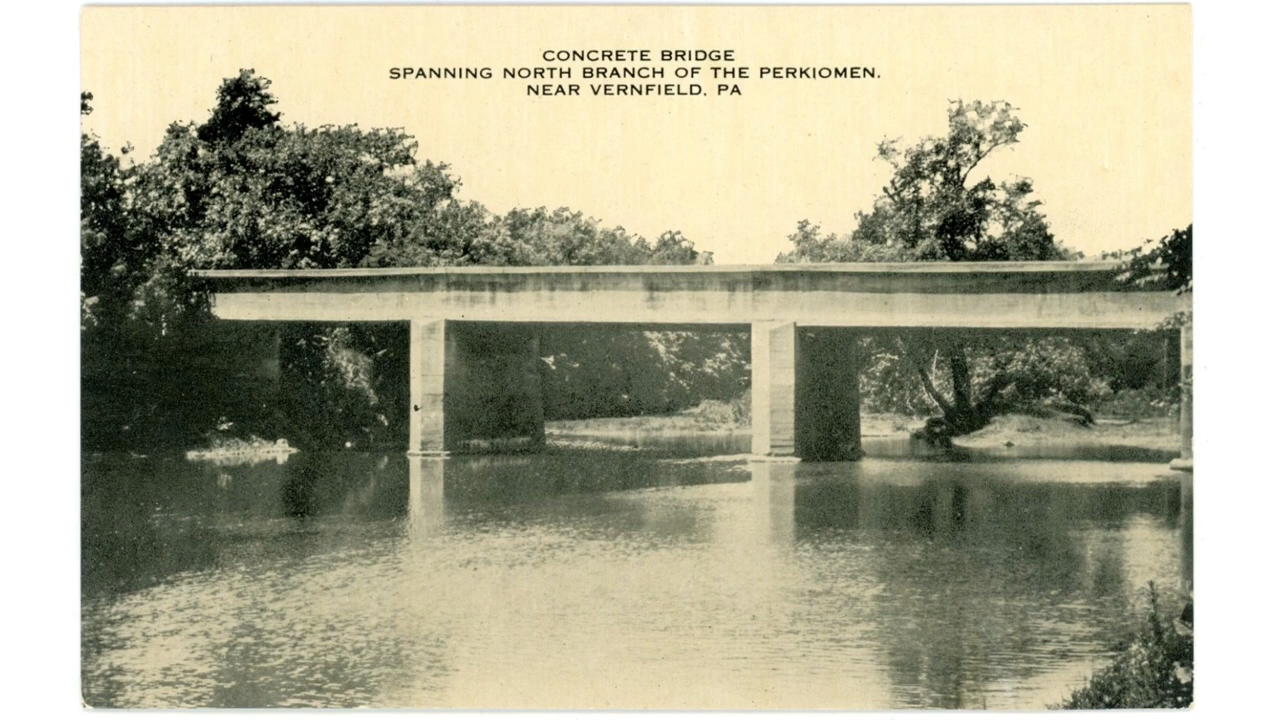 CONCRETE BRIDGE
SPANNING NORTH BRANCH OF THE PERKIOMEN.
NEAR VERNFIELD, PA